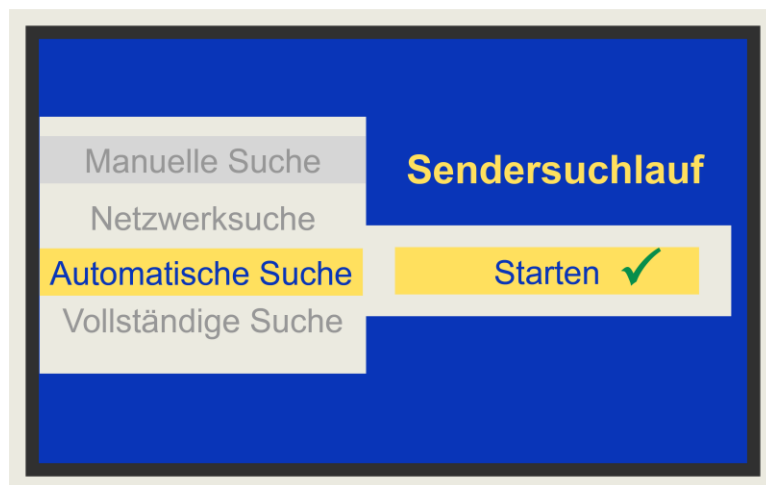 Manuelle Suche
Netzwerksuche
Automatische Suche
Vollständige Suche
Sendersuchlauf
Starten